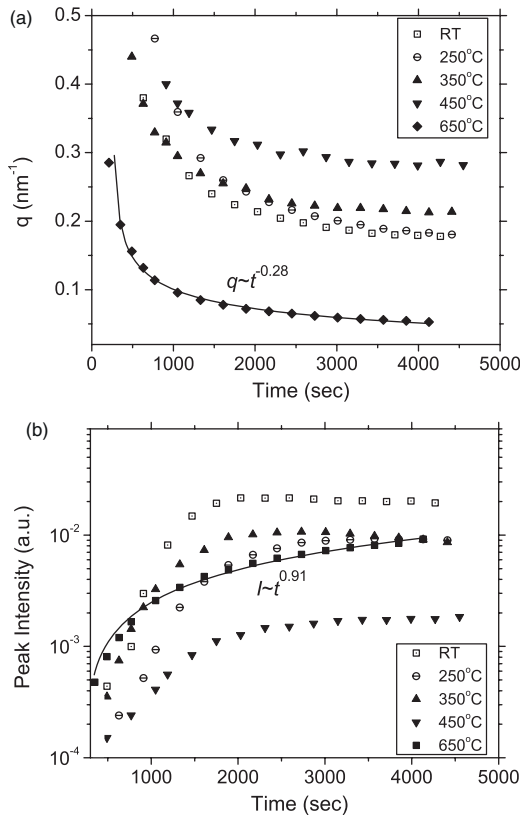 (a)
0.5
0.4
0.3
0.2
0.1
q (nm⁻¹)
RT
250°C
350°C
450°C
650°C
q~t⁻⁰·²⁸
0 1000 2000 3000 4000 5000
Time (sec)
(b)
10⁻²
10⁻³
10⁻⁴
Peak Intensity (a.u.)
I~t⁰·⁹¹
RT
250°C
350°C
450°C
650°C
1000 2000 3000 4000 5000
Time (sec)